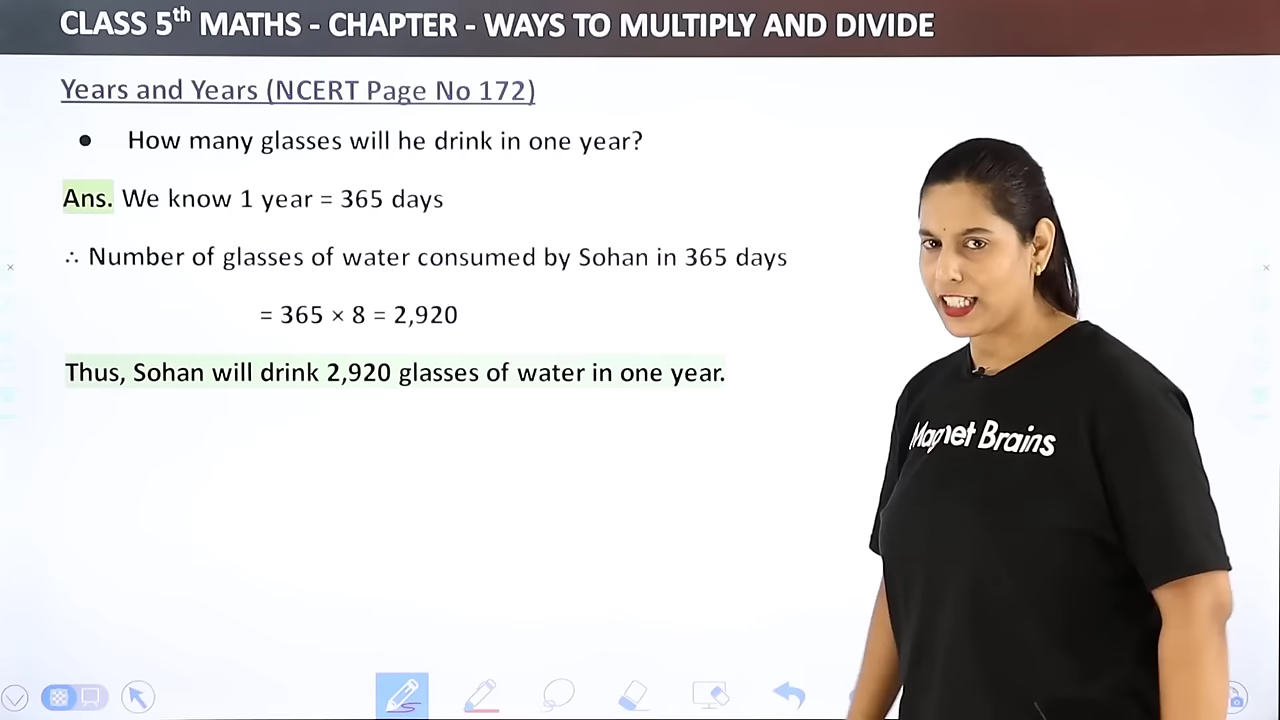 CLASS 5th MATHS - CHAPTER - WAYS TO MULTIPLY AND DIVIDE
Years and Years (NCERT Page No 172)
● How many glasses will he drink in one year?
Ans. We know 1 year = 365 days
∴ Number of glasses of water consumed by Sohan in 365 days
= 365 × 8 = 2,920
Thus, Sohan will drink 2,920 glasses of water in one year.
Magnet Brains